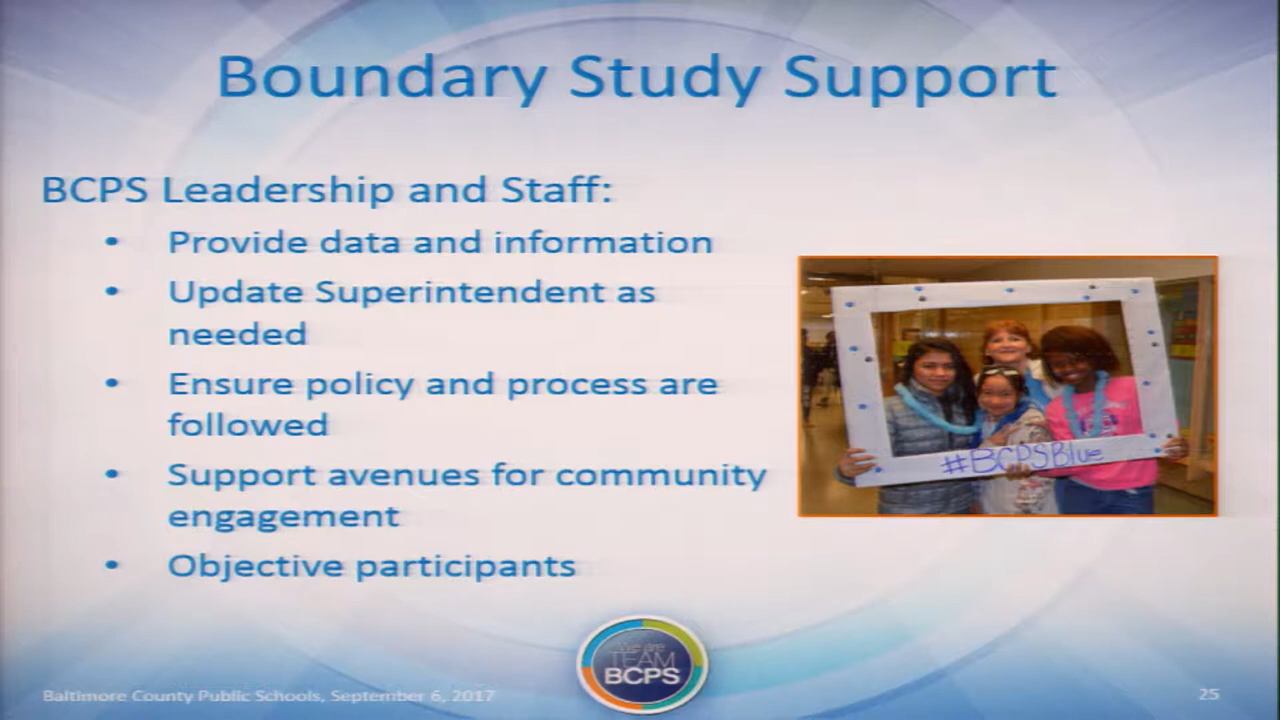 Boundary Study Support
BCPS Leadership and Staff:
• Provide data and information
• Update Superintendent as
needed
• Ensure policy and process are
followed
• Support avenues for community
engagement
• Objective participants
#BCPSBlue
We are
TEAM
BCPS
Baltimore County Public Schools, September 6, 2017
25